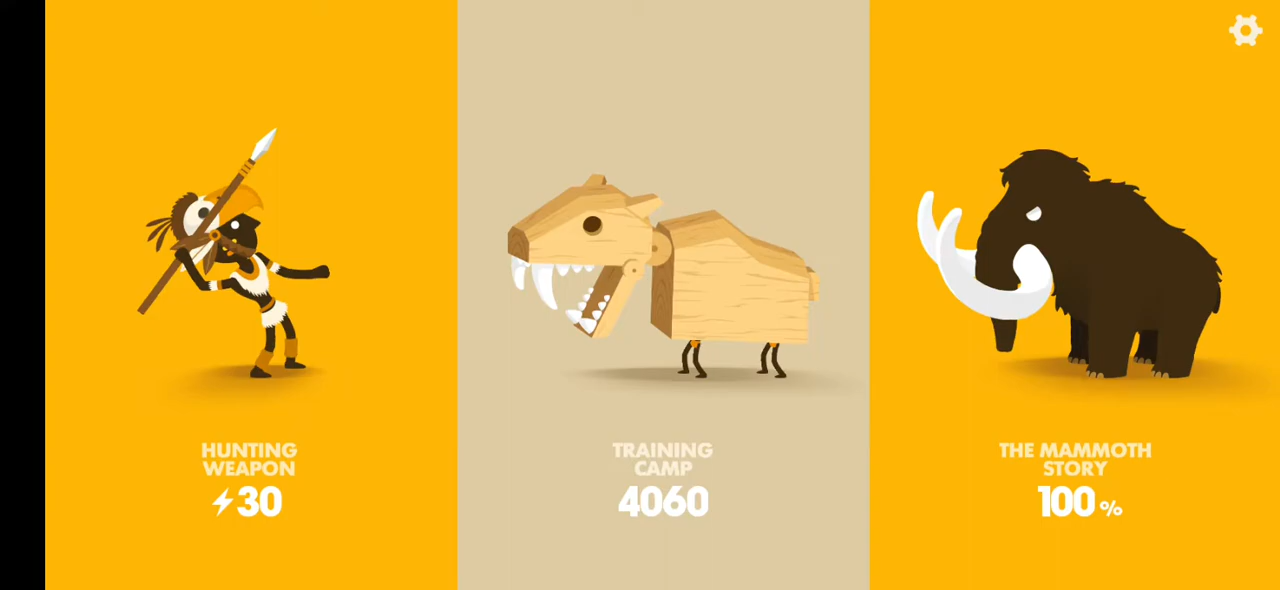 HUNTING
WEAPON
30
TRAINING
CAMP
4060
THE MAMMOTH
STORY
100 %